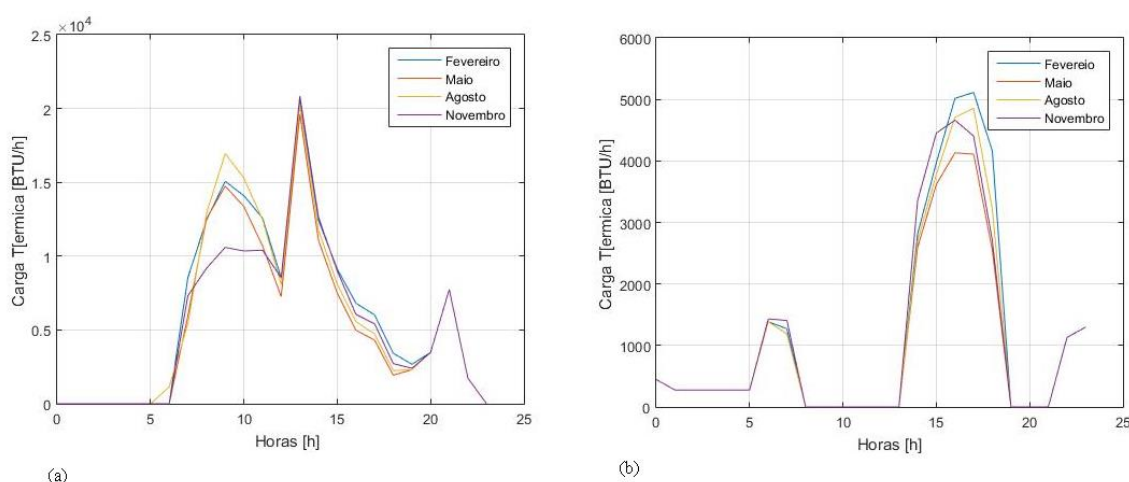 ×10⁴
2.5
2
1.5
1
0.5
0
0 5 10 15 20 25
Carga T[ermica [BTU/h]
Horas [h]
Fevereiro
Maio
Agosto
Novembro
(a)
6000
5000
4000
3000
2000
1000
0
0 5 10 15 20 25
Carga T[ermica [BTU/h]
Horas [h]
Fevereio
Maio
Agosto
Novembro
(b)